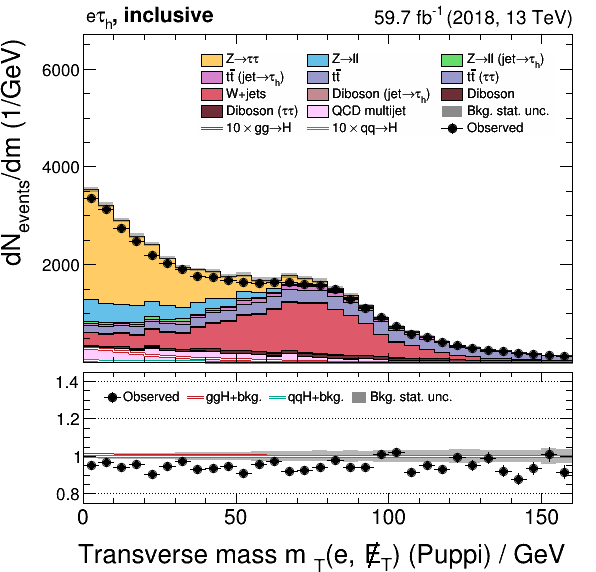 eτh, inclusive
59.7 fb-1 (2018, 13 TeV)
dNevents/dm (1/GeV)
6000
4000
2000
Z→ττ Z→ll Z→ll (jet→τh)
tt̄ (jet→τh) tt̄ tt̄ (ττ)
W+jets Diboson (jet→τh) Diboson
Diboson (ττ) QCD multijet Bkg. stat. unc.
10 × gg→H 10 × qq→H Observed
1.4
1.2
1
0.8
Observed ggH+bkg. qqH+bkg. Bkg. stat. unc.
0 50 100 150
Transverse mass m T(e, E̸T) (Puppi) / GeV